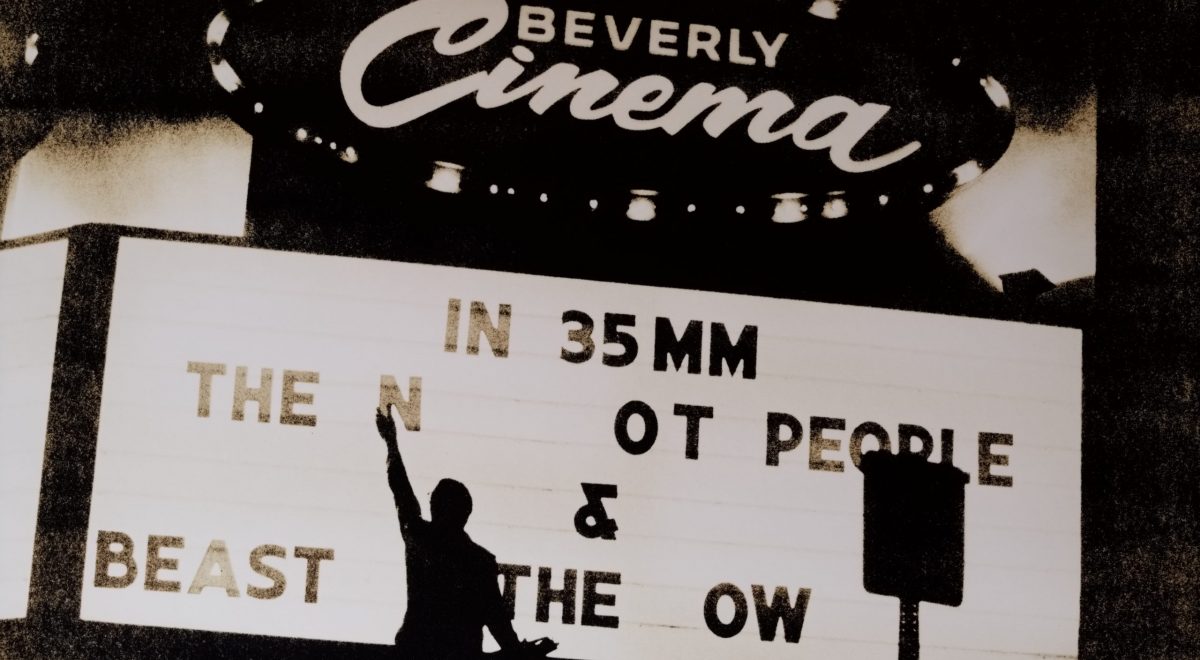 BEVERLY
Cinema
IN 35MM
THE N OT PEOPLE
&
BEAST THE OW